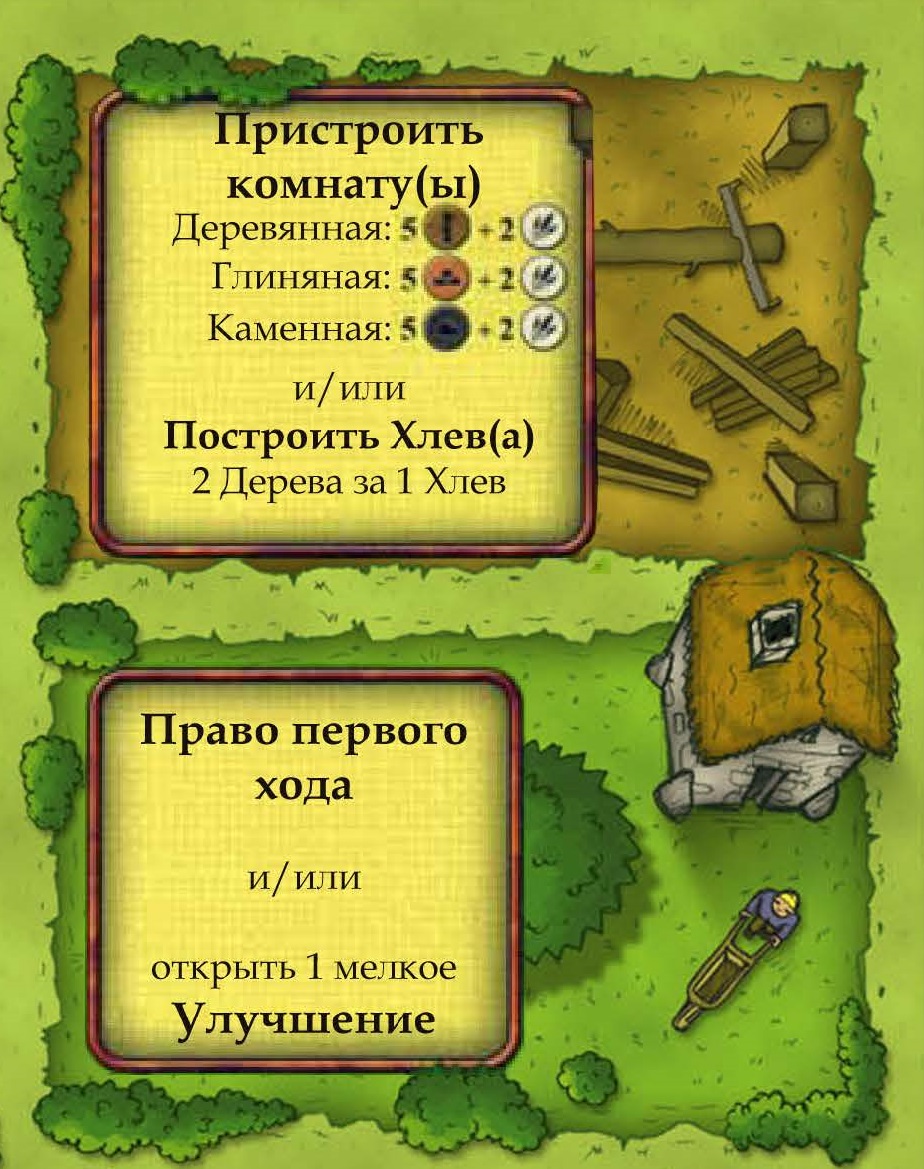 Пристроить
комнату(ы)
Деревянная: 5 + 2
Глиняная: 5 + 2
Каменная: 5 + 2
и/или
Построить Хлев(а)
2 Дерева за 1 Хлев
Право первого
хода
и/или
открыть 1 мелкое
Улучшение